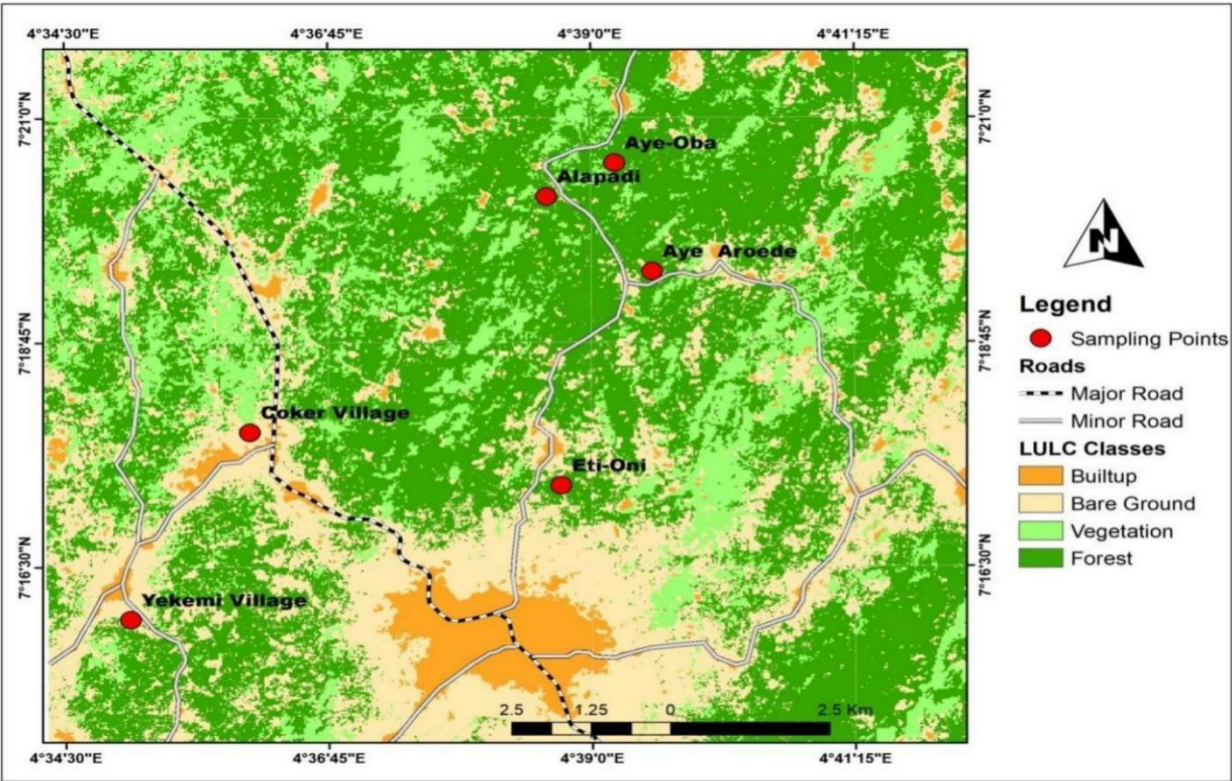 4°34'30"E 4°36'45"E 4°39'0"E 4°41'15"E
7°21'0"N 7°21'0"N
Aye-Oba
Alapadi
Aye Aroede
7°18'45"N 7°18'45"N
Coker Village
Eti-Oni
7°16'30"N 7°16'30"N
Yekemi Village
2.5 1.25 0 2.5 Km
4°34'30"E 4°36'45"E 4°39'0"E 4°41'15"E
N
Legend
Sampling Points
Roads
Major Road
Minor Road
LULC Classes
Builtup
Bare Ground
Vegetation
Forest